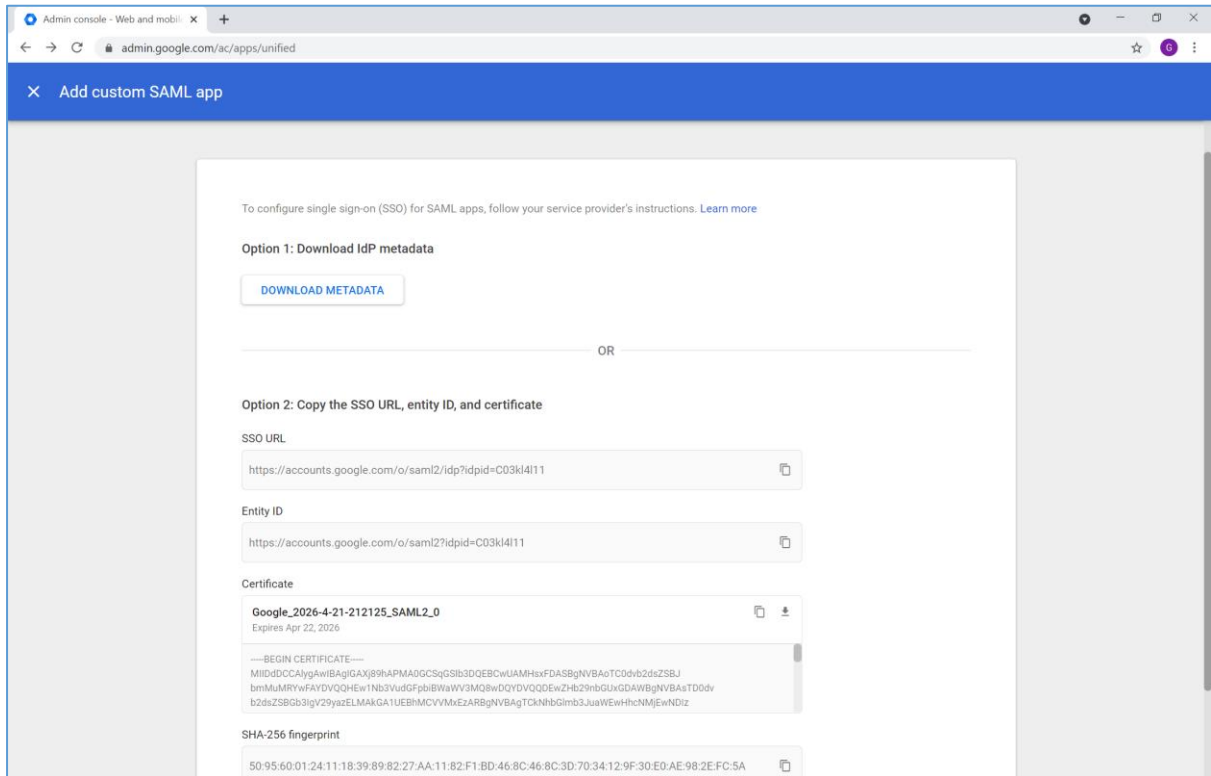 Admin console - Web and mobil
admin.google.com/ac/apps/unified
G
Add custom SAML app
To configure single sign-on (SSO) for SAML apps, follow your service provider's instructions. Learn more
Option 1: Download IdP metadata
DOWNLOAD METADATA
OR
Option 2: Copy the SSO URL, entity ID, and certificate
SSO URL
https://accounts.google.com/o/saml2/idp?idpid=C03kl4l11
Entity ID
https://accounts.google.com/o/saml2?idpid=C03kl4l11
Certificate
Google_2026-4-21-212125_SAML2_0
Expires Apr 22, 2026
-----BEGIN CERTIFICATE-----
SHA-256 fingerprint
50:95:60:01:24:11:18:39:89:82:27:AA:11:82:F1:BD:46:8C:46:8C:3D:70:34:12:9F:30:E0:AE:98:2E:FC:5A